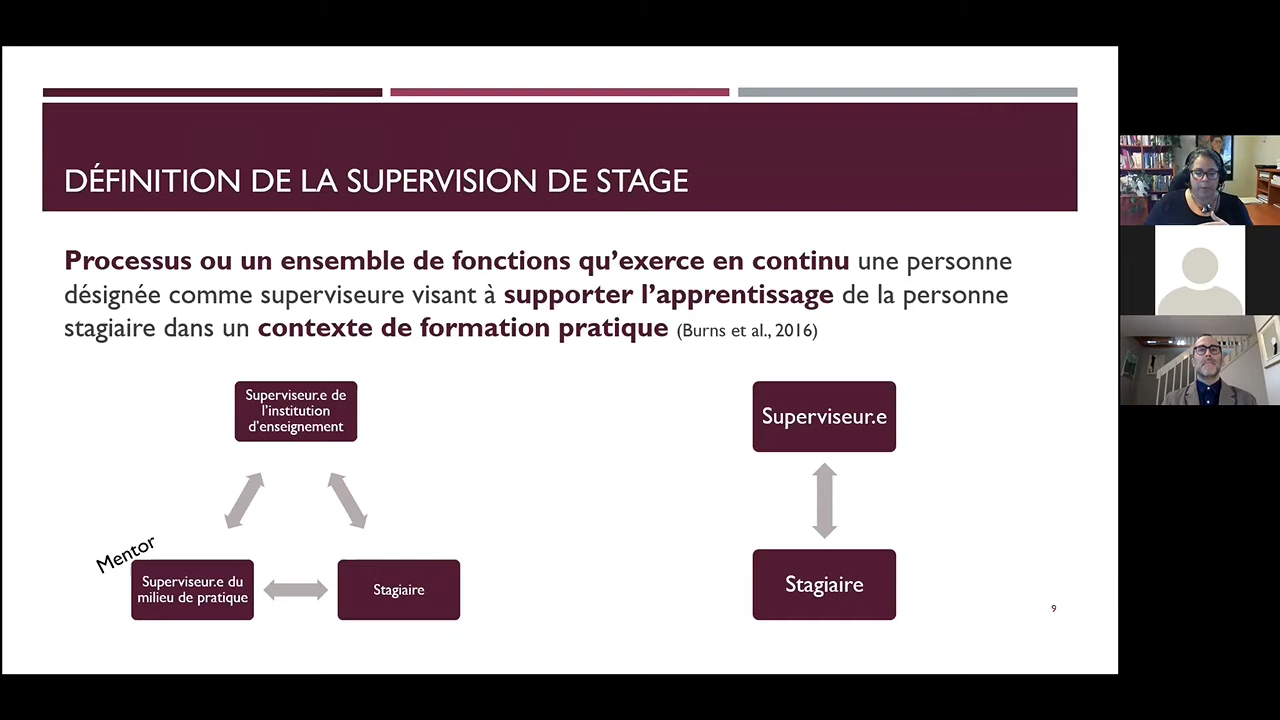 DÉFINITION DE LA SUPERVISION DE STAGE
Processus ou un ensemble de fonctions qu’exerce en continu une personne
désignée comme superviseure visant à supporter l’apprentissage de la personne
stagiaire dans un contexte de formation pratique (Burns et al., 2016)
Superviseur.e de
l’institution
d’enseignement
Mentor
Superviseur.e du
milieu de pratique
Stagiaire
Superviseur.e
Stagiaire
9